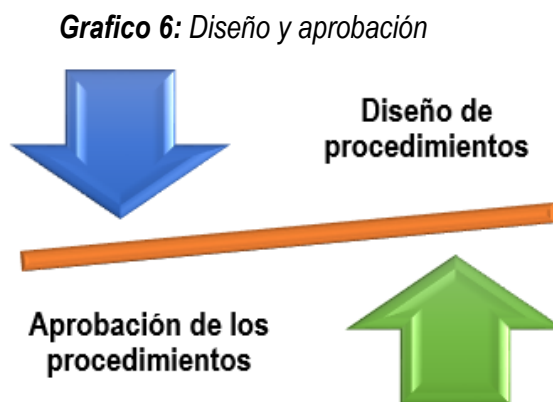 Grafico 6: Diseño y aprobación
Diseño de
procedimientos
Aprobación de los
procedimientos